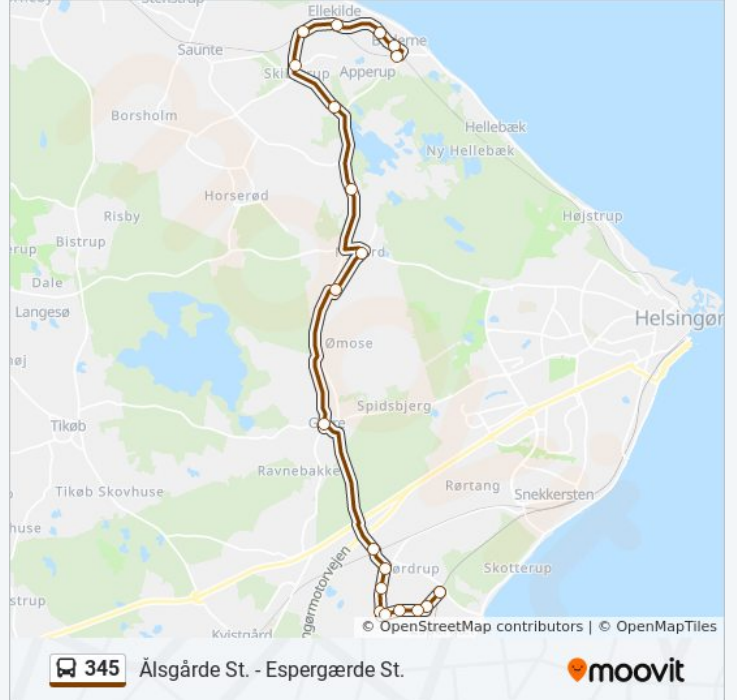 Ellekilde
Saunte
Apperup
Borsholm
Hellebæk
Ny Hellebæk
Horserød
Risby
Højstrup
Bistrup
Dale
Langesø
Helsingør
Ømose
Spidsbjerg
Tikøb
Ravnebakke
Rørtang
Tikøb Skovhuse
Snekkersten
Skotterup
Kvistgård
© OpenStreetMap contributors | © OpenMapTiles
345 Ålsgårde St. - Espergærde St.
moovit